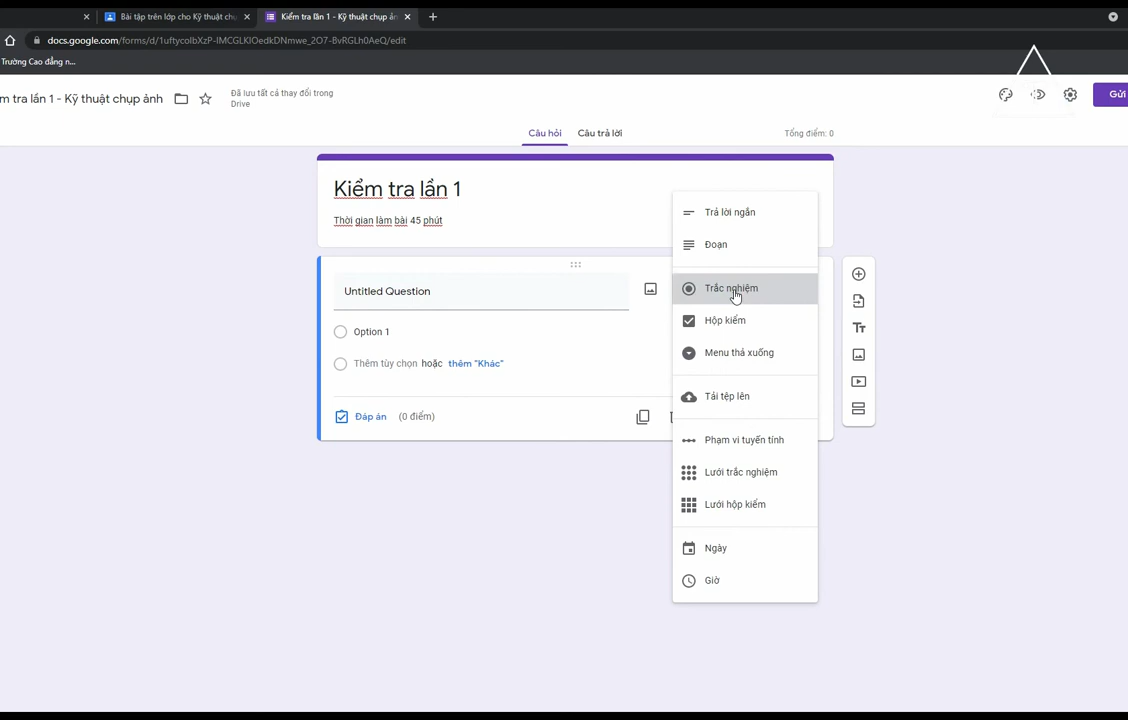 Bài tập trên lớp cho Kỹ thuật chụ
Kiểm tra lần 1 - Kỹ thuật chụp ản
docs.google.com/forms/d/1uftycolbXzP-IMCGLKIOedkDNmwe_2O7-BvRGLh0AeQ/edit
Trường Cao đẳng n...
m tra lần 1 - Kỹ thuật chụp ảnh
Đã lưu tất cả thay đổi trong
Drive
Gửi
Câu hỏi
Câu trả lời
Tổng điểm: 0
Kiểm tra lần 1
Thời gian làm bài 45 phút
Untitled Question
Option 1
Thêm tùy chọn hoặc thêm "Khác"
Đáp án (0 điểm)
Trả lời ngắn
Đoạn
Trắc nghiệm
Hộp kiểm
Menu thả xuống
Tải tệp lên
Phạm vi tuyến tính
Lưới trắc nghiệm
Lưới hộp kiểm
Ngày
Giờ